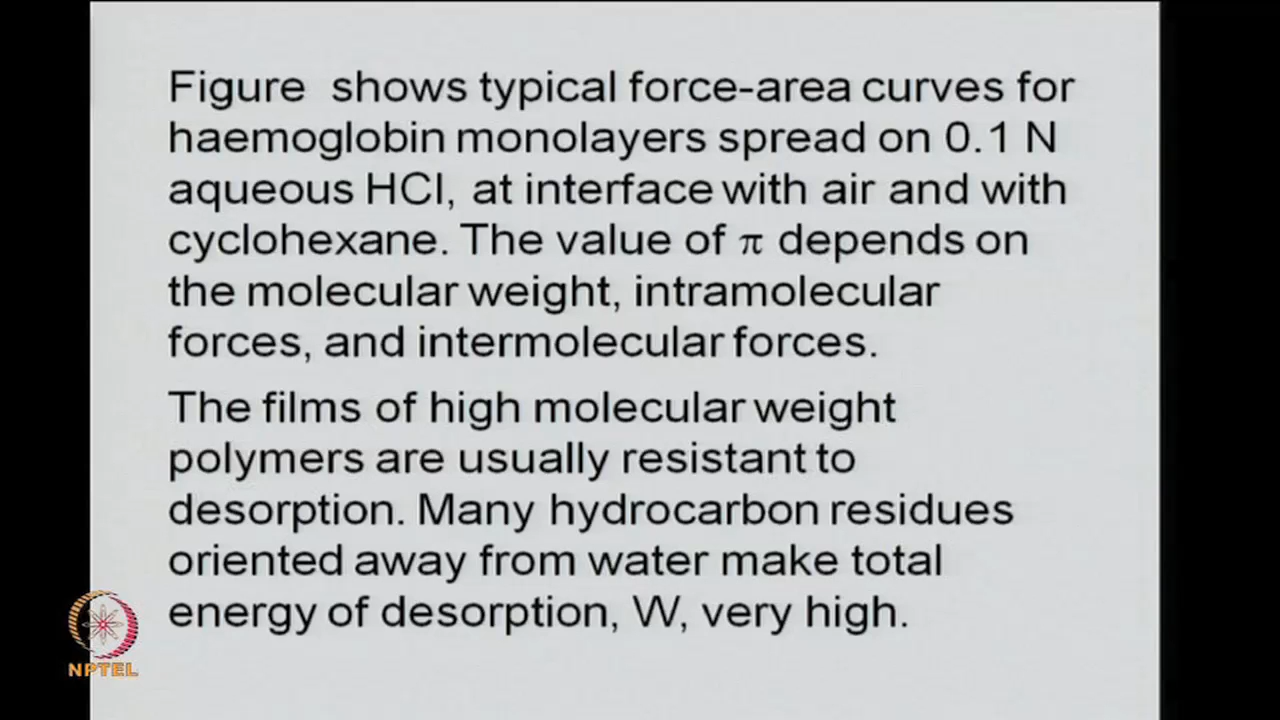 Figure shows typical force-area curves for
haemoglobin monolayers spread on 0.1 N
aqueous HCl, at interface with air and with
cyclohexane. The value of π depends on
the molecular weight, intramolecular
forces, and intermolecular forces.
The films of high molecular weight
polymers are usually resistant to
desorption. Many hydrocarbon residues
oriented away from water make total
energy of desorption, W, very high.
NPTEL